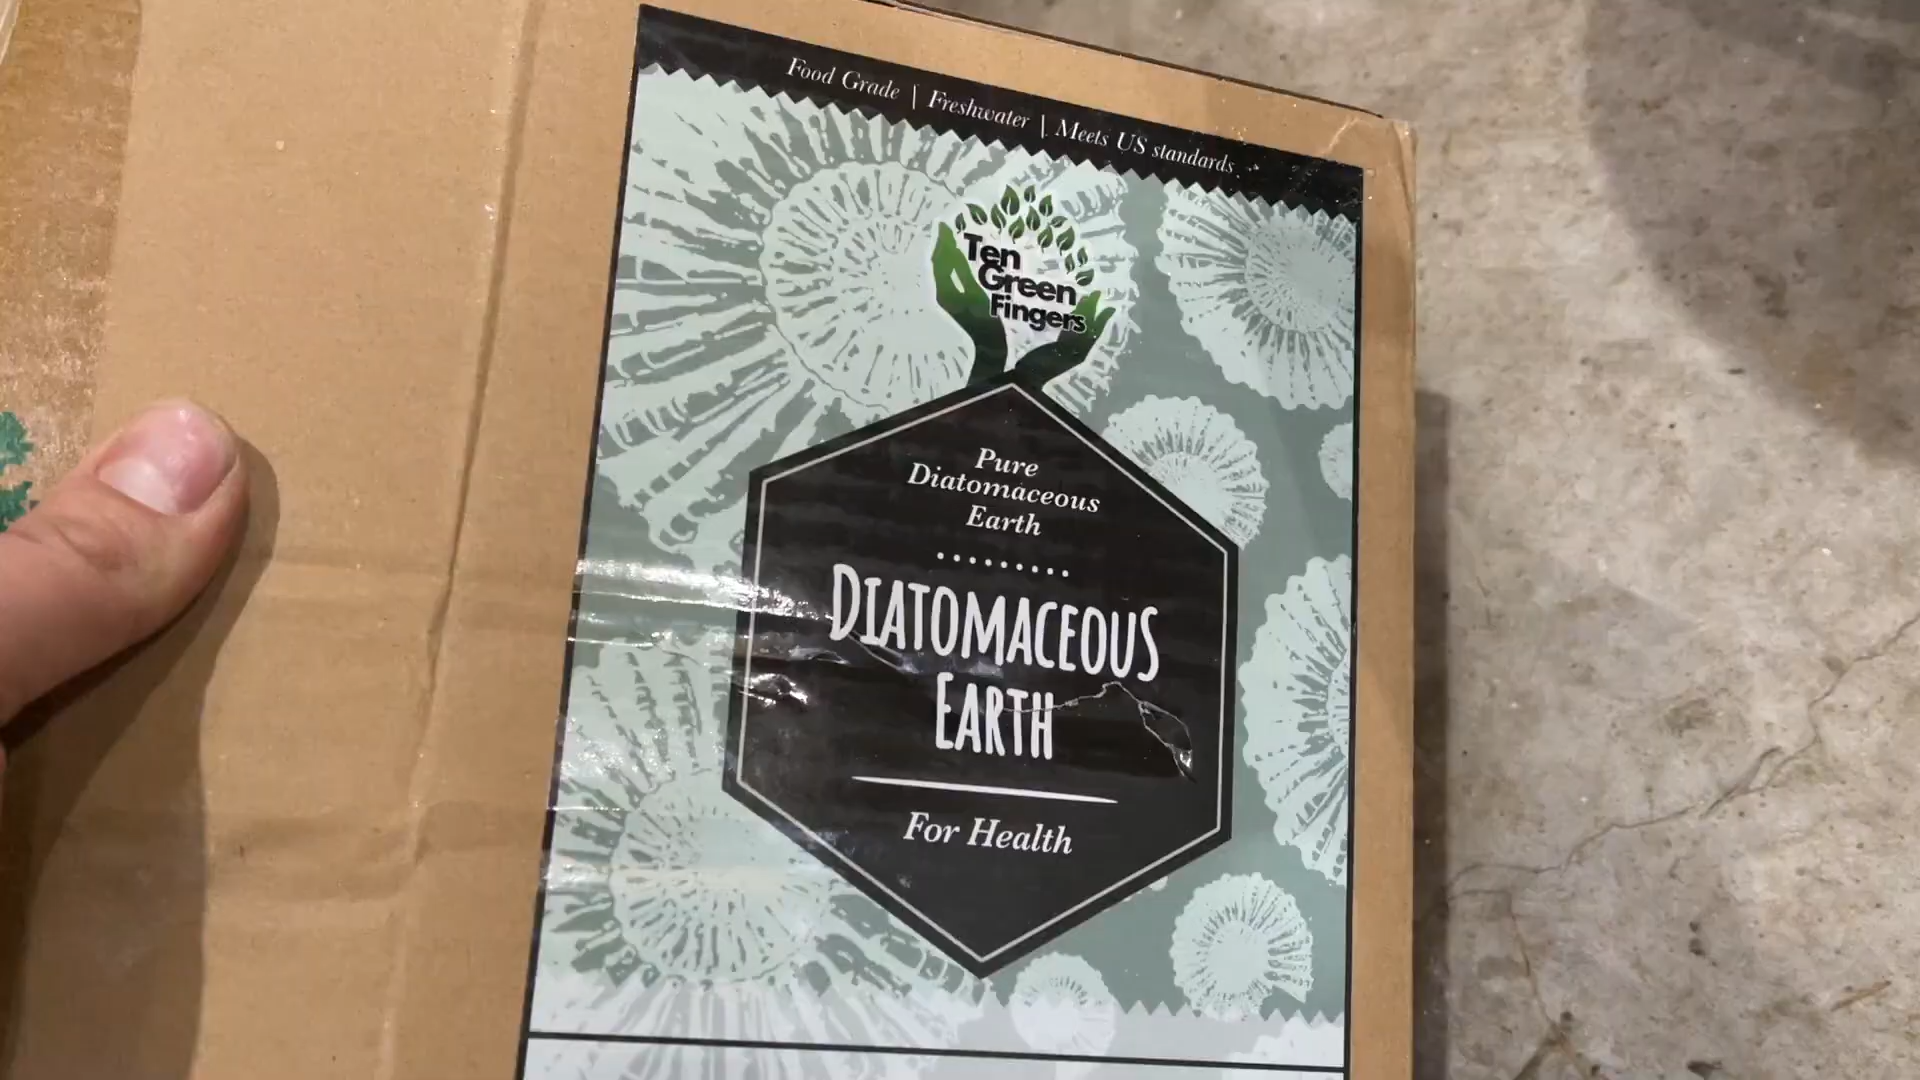 Food Grade | Freshwater | Meets US standards
Ten
Green
Fingers
Pure
Diatomaceous
Earth
DIATOMACEOUS
EARTH
For Health